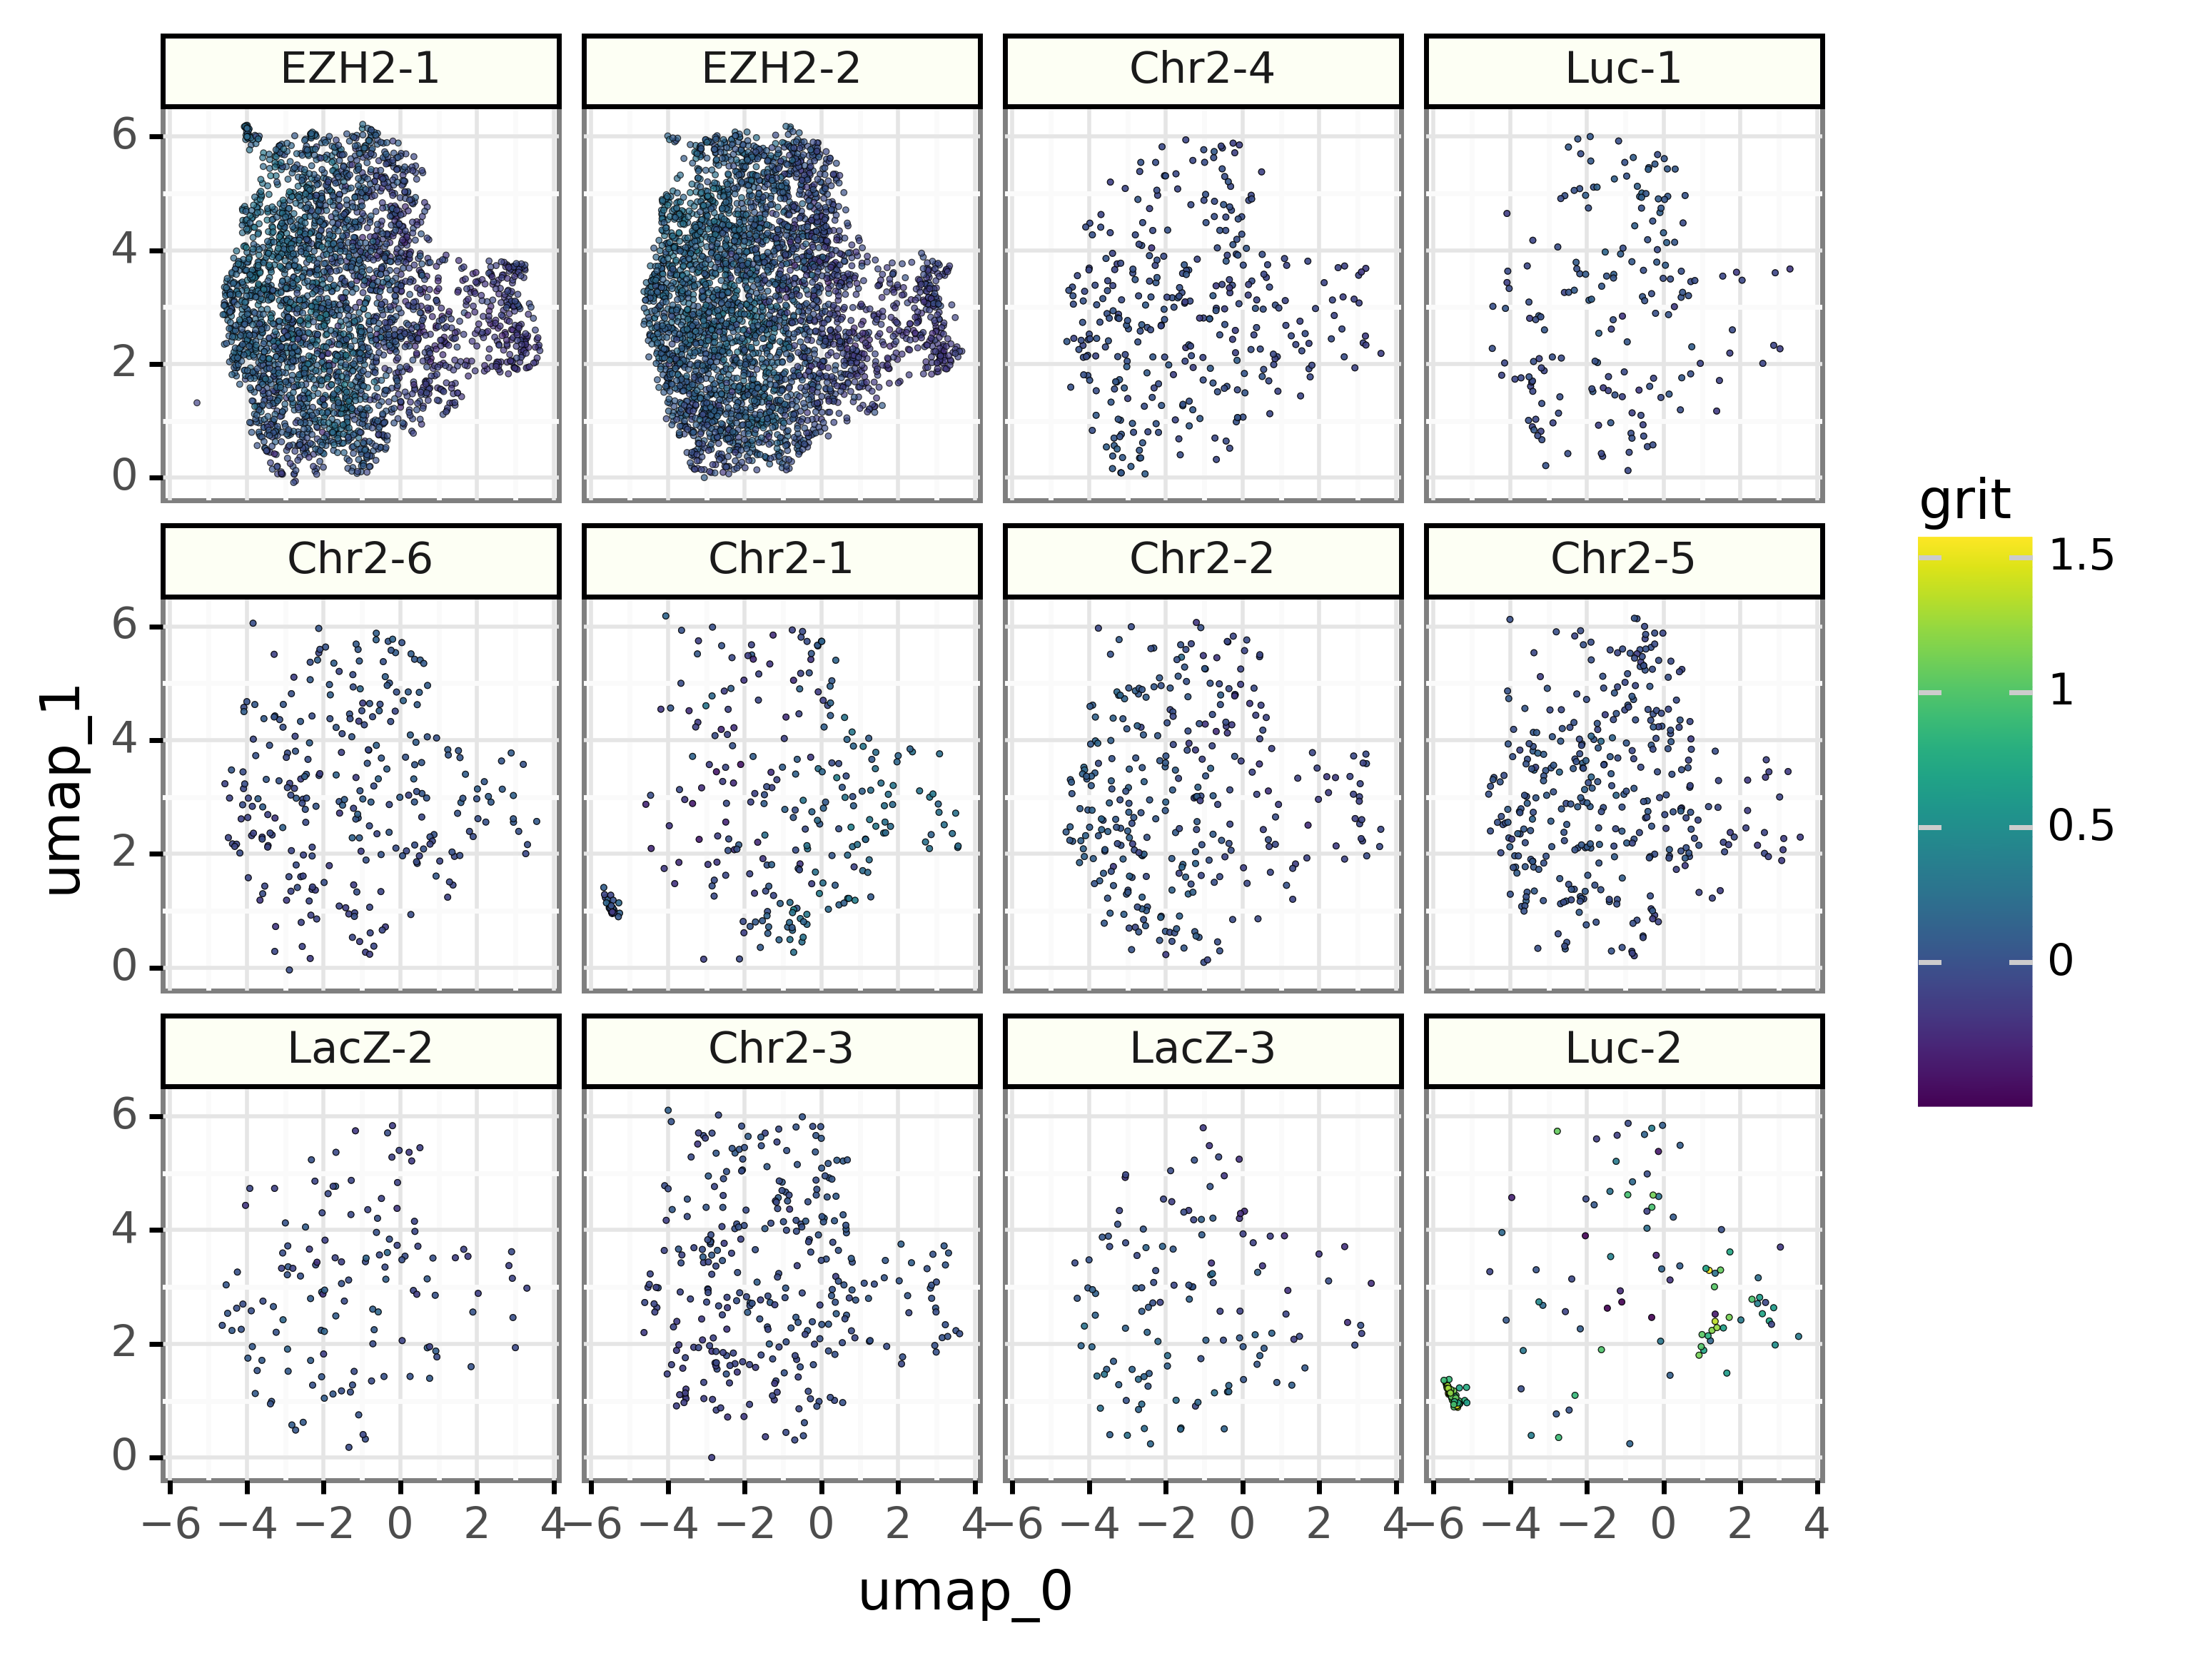 EZH2-1 EZH2-2 Chr2-4 Luc-1
6
4
2
0
Chr2-6 Chr2-1 Chr2-2 Chr2-5
6
4
2
0
LacZ-2 Chr2-3 LacZ-3 Luc-2
6
4
2
0
−6 −4 −2 0 2 4 −6 −4 −2 0 2 4 −6 −4 −2 0 2 4 −6 −4 −2 0 2 4
umap_0
umap_1
grit
1.5
1
0.5
0